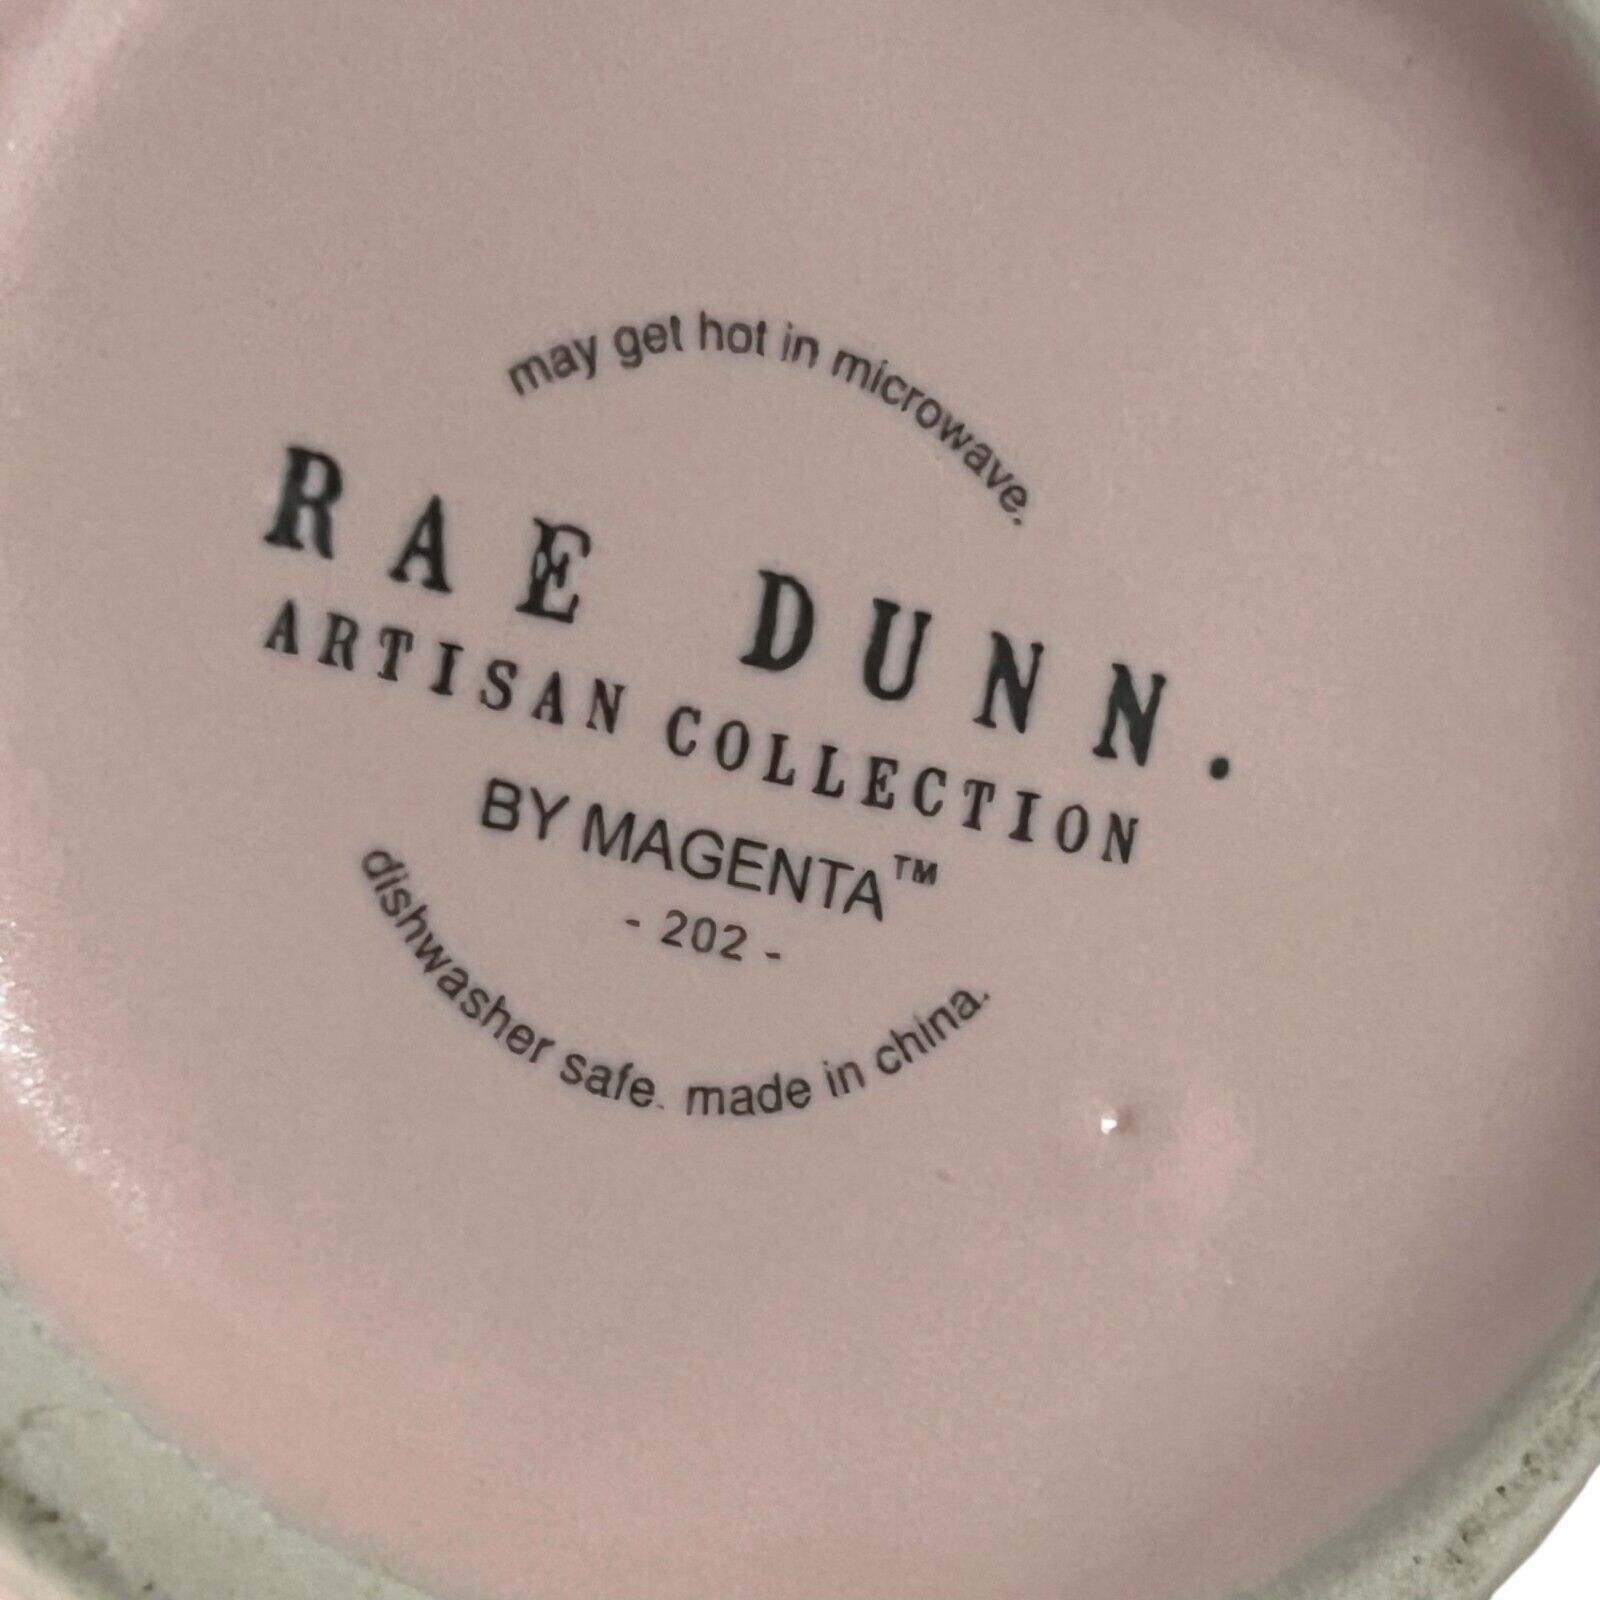 may get hot in microwave.
RAE DUNN.
ARTISAN COLLECTION
BY MAGENTA™
- 202 -
dishwasher safe. made in china.